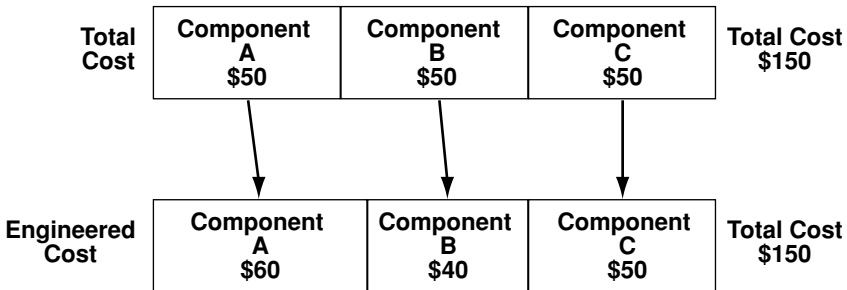 Total
Cost
Component
A
$50
Component
B
$50
Component
C
$50
Total Cost
$150
Engineered
Cost
Component
A
$60
Component
B
$40
Component
C
$50
Total Cost
$150